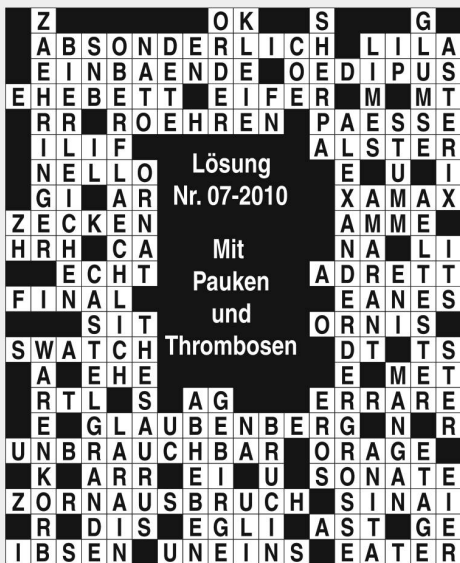 Z OK S G
ABSONDERLICH LILA
EINBAENDE OEDIPUS
EHEBETT EIFER M MT
RR ROEHREN PAESSE
ILIF ALSTER
NELLO E U I
GI AR XAMAX
ZECKEN AMME
HRH CA NA LI
ECHT ADRETT
FINAL EANES
SIT ORNIS
SWATCH DT TS
A EHE E MET
RTL S AG ERRARE
E GLAUBENBERG N R
UNBRAUCHBAR ORAGE
K ARR EI U SONATE
ZORNAUSBRUCH SINAI
R DIS EGLI AST GE
IBSEN UNEINS EATER
Lösung
Nr. 07-2010
Mit
Pauken
und
Thrombosen